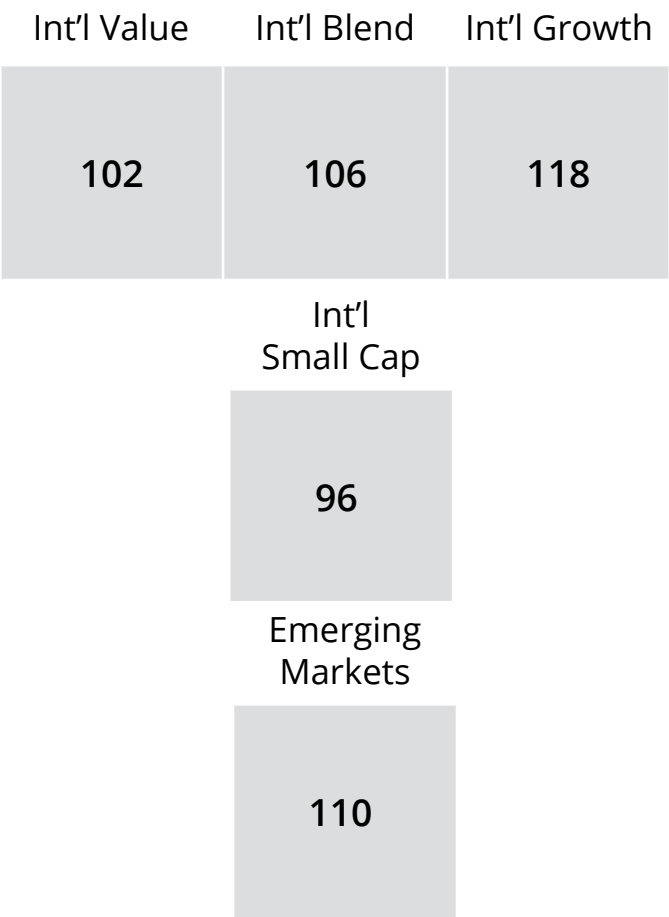 Int’l Value Int’l Blend Int’l Growth
102 106 118
Int’l
Small Cap
96
Emerging
Markets
110